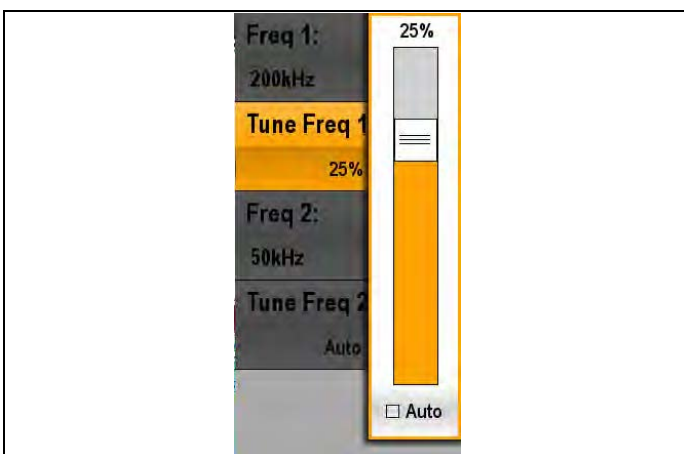 Freq 1:
200kHz
Tune Freq 1
25%
Freq 2:
50kHz
Tune Freq 2
Auto
25%
Auto